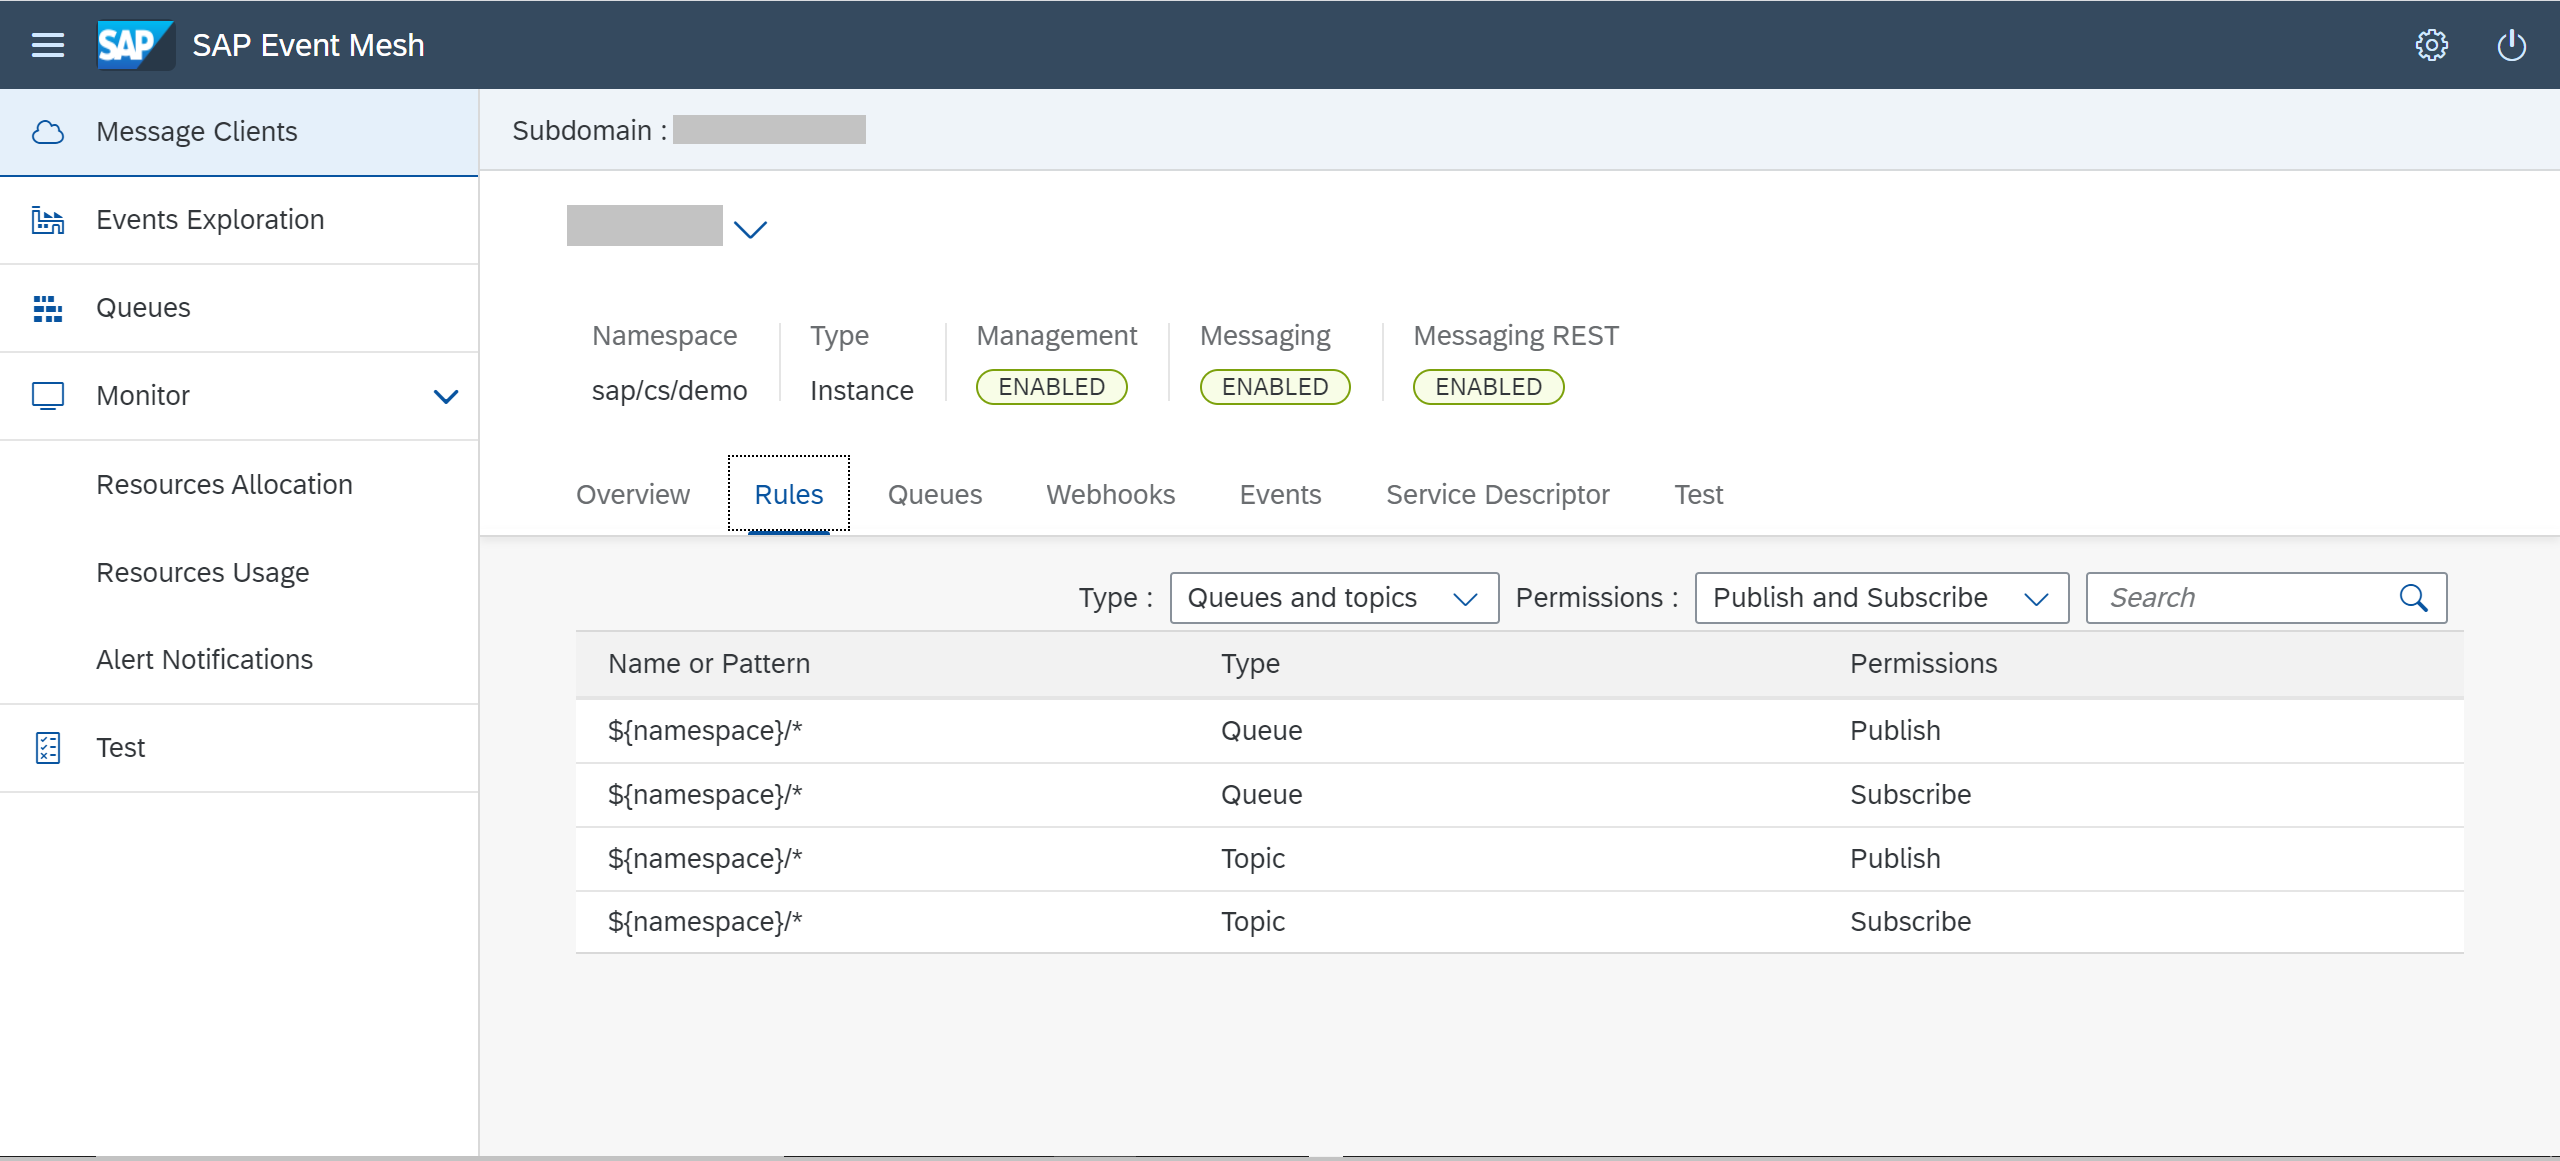 SAP SAP Event Mesh
Message Clients
Events Exploration
Queues
Monitor
Resources Allocation
Resources Usage
Alert Notifications
Test
Subdomain :
Namespace Type Management Messaging Messaging REST
sap/cs/demo Instance ENABLED ENABLED ENABLED
Overview Rules Queues Webhooks Events Service Descriptor Test
Type : Queues and topics Permissions : Publish and Subscribe Search
Name or Pattern Type Permissions
${namespace}/* Queue Publish
${namespace}/* Queue Subscribe
${namespace}/* Topic Publish
${namespace}/* Topic Subscribe